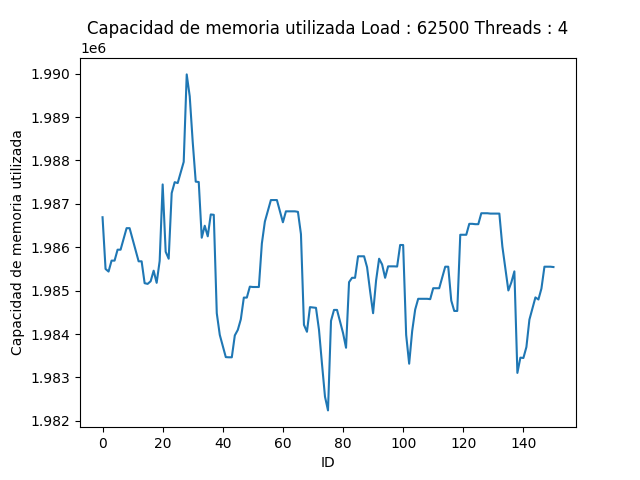 Capacidad de memoria utilizada Load : 62500 Threads : 4
1e6
1.990
1.989
1.988
1.987
1.986
1.985
1.984
1.983
1.982
Capacidad de memoria utilizada
0 20 40 60 80 100 120 140
ID